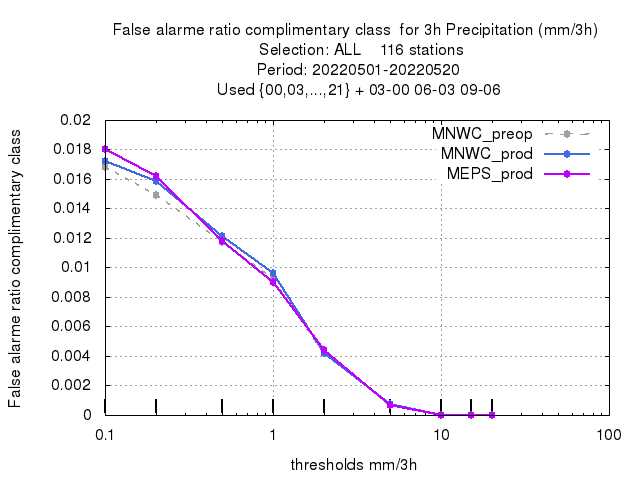 False alarme ratio complimentary class  for 3h Precipitation (mm/3h)
Selection: ALL    116 stations
Period: 20220501-20220520
Used {00,03,...,21} + 03-00 06-03 09-06
False alarme ratio complimentary class
0.02
0.018
0.016
0.014
0.012
0.01
0.008
0.006
0.004
0.002
0
MNWC_preop
MNWC_prod
MEPS_prod
0.1
1
10
100
thresholds mm/3h